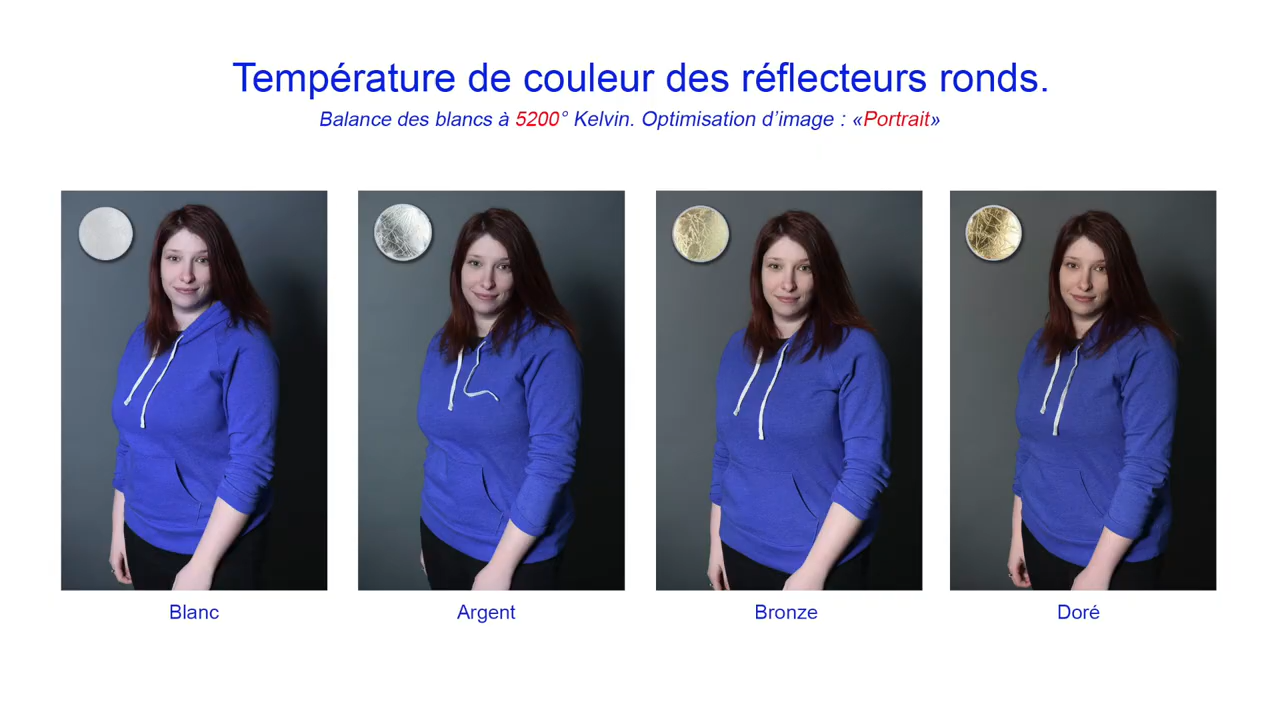 Température de couleur des réflecteurs ronds.
Balance des blancs à 5200° Kelvin. Optimisation d’image : «Portrait»
Blanc
Argent
Bronze
Doré